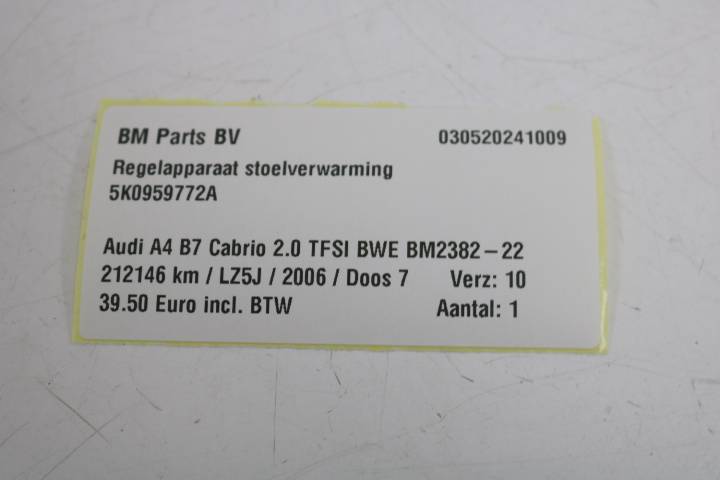 BM Parts BV 030520241009
Regelapparaat stoelverwarming
5K0959772A
Audi A4 B7 Cabrio 2.0 TFSI BWE BM2382-22
212146 km / LZ5J / 2006 / Doos 7 Verz: 10
39.50 Euro incl. BTW Aantal: 1